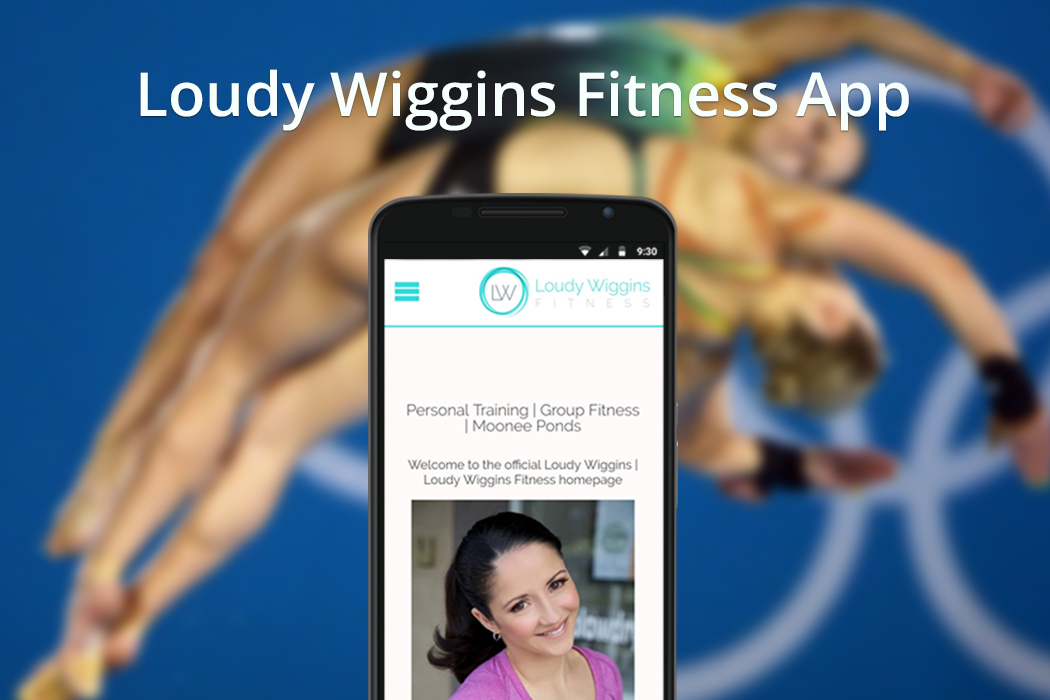 Loudy Wiggins Fitness App
9:30
LW
Loudy Wiggins
FITNESS
Personal Training | Group Fitness
| Moonee Ponds
Welcome to the official Loudy Wiggins |
Loudy Wiggins Fitness homepage